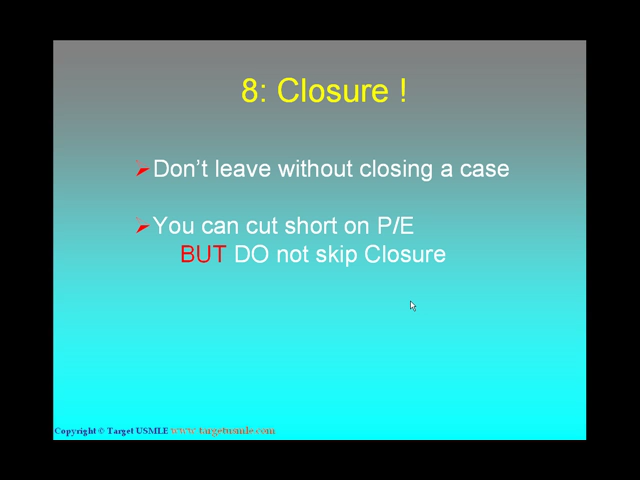 8: Closure !
Don't leave without closing a case
You can cut short on P/E
BUT DO not skip Closure
Copyright © Target USMLE www.targetusmle.com